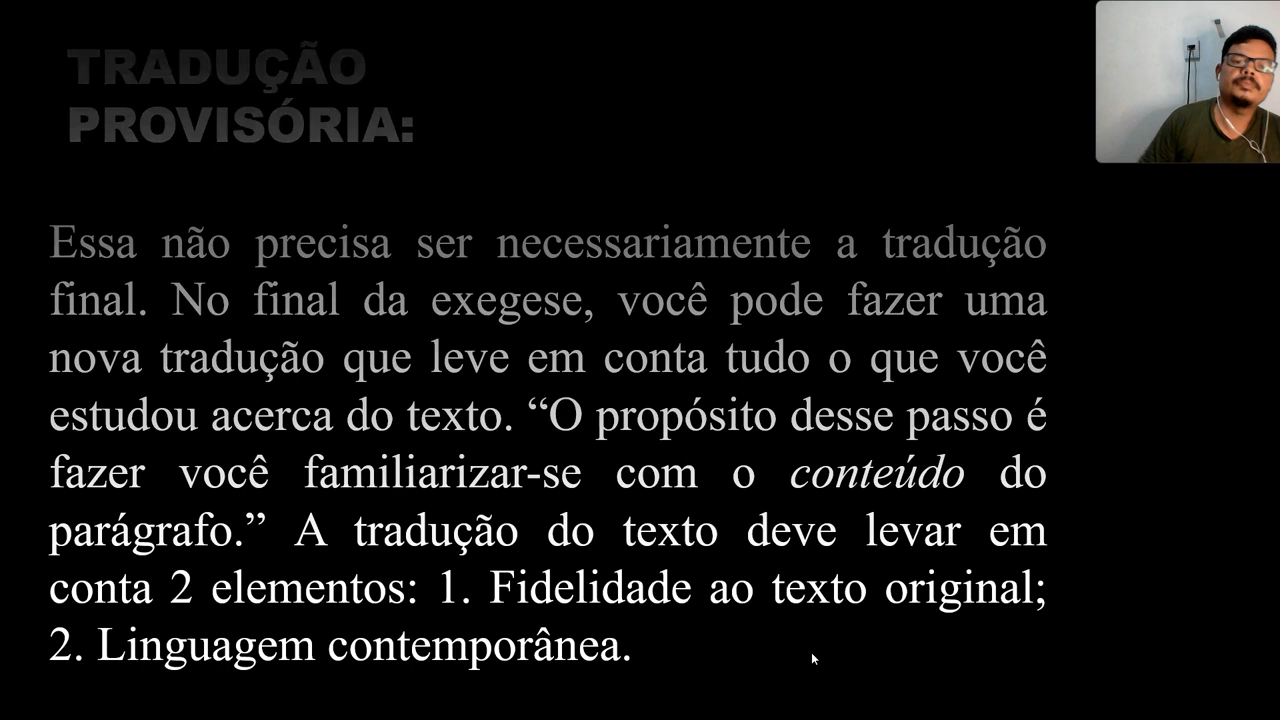 TRADUÇÃO
PROVISÓRIA:
Essa não precisa ser necessariamente a tradução
final. No final da exegese, você pode fazer uma
nova tradução que leve em conta tudo o que você
estudou acerca do texto. “O propósito desse passo é
fazer você familiarizar-se com o conteúdo do
parágrafo.” A tradução do texto deve levar em
conta 2 elementos: 1. Fidelidade ao texto original;
2. Linguagem contemporânea.